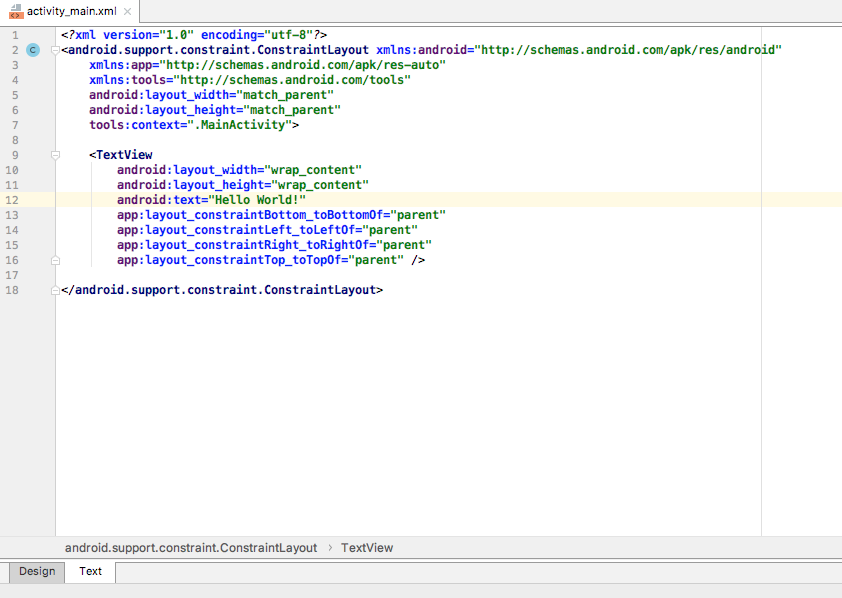 activity_main.xml
1 <?xml version="1.0" encoding="utf-8"?>
2 C <android.support.constraint.ConstraintLayout xmlns:android="http://schemas.android.com/apk/res/android"
3 xmlns:app="http://schemas.android.com/apk/res-auto"
4 xmlns:tools="http://schemas.android.com/tools"
5 android:layout_width="match_parent"
6 android:layout_height="match_parent"
7 tools:context=".MainActivity">
8
9 <TextView
10 android:layout_width="wrap_content"
11 android:layout_height="wrap_content"
12 android:text="Hello World!"
13 app:layout_constraintBottom_toBottomOf="parent"
14 app:layout_constraintLeft_toLeftOf="parent"
15 app:layout_constraintRight_toRightOf="parent"
16 app:layout_constraintTop_toTopOf="parent" />
17
18 </android.support.constraint.ConstraintLayout>
android.support.constraint.ConstraintLayout › TextView
Design Text